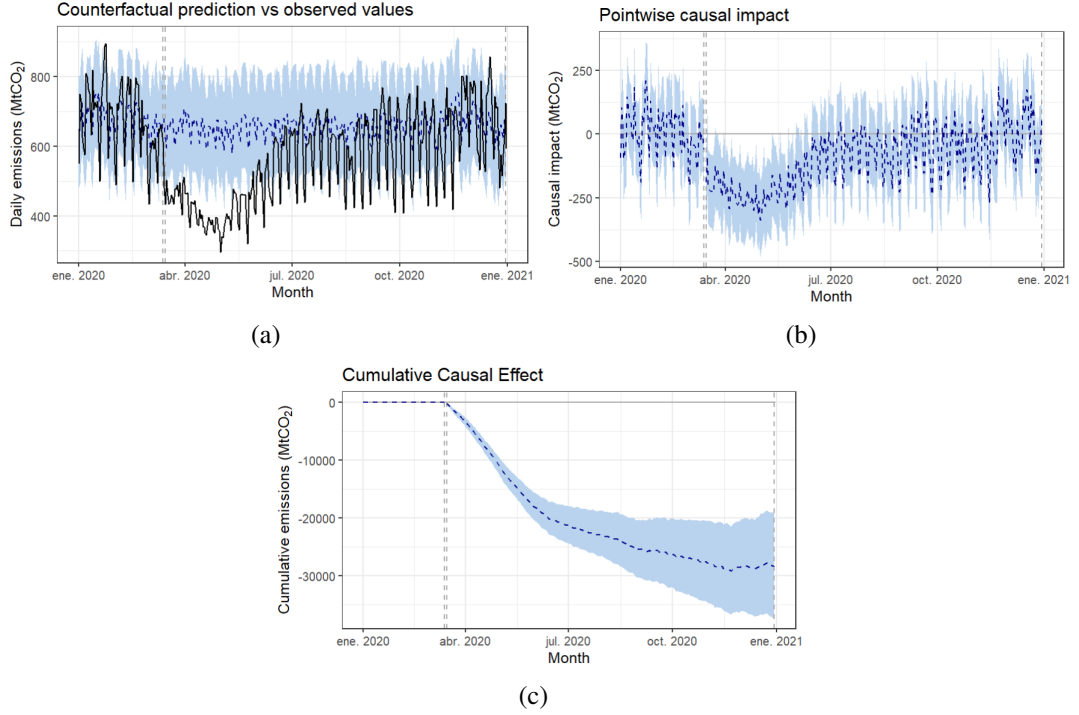 Counterfactual prediction vs observed values
Daily emissions (MtCO₂)
800
600
400
ene. 2020
abr. 2020
jul. 2020
oct. 2020
ene. 2021
Month
(a)
Pointwise causal impact
Causal impact (MtCO₂)
250
0
-250
-500
ene. 2020
abr. 2020
jul. 2020
oct. 2020
ene. 2021
Month
(b)
Cumulative Causal Effect
Cumulative emissions (MtCO₂)
0
-10000
-20000
-30000
ene. 2020
abr. 2020
jul. 2020
oct. 2020
ene. 2021
Month
(c)